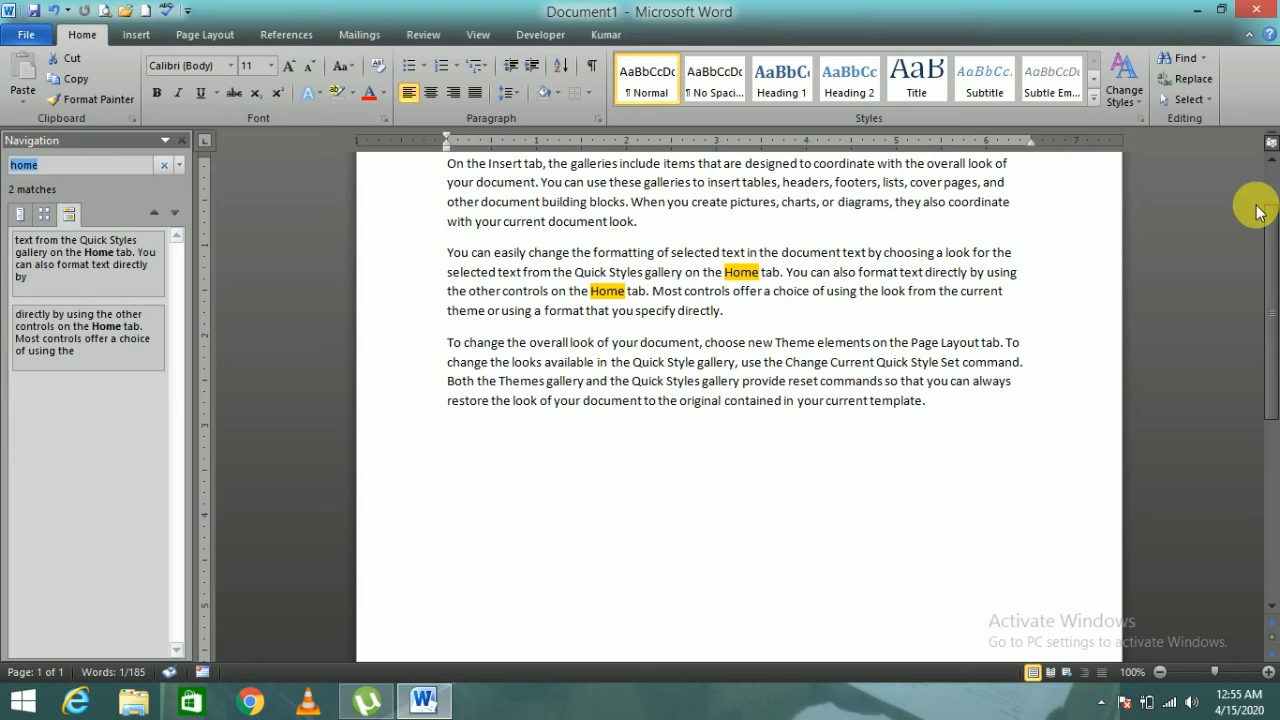 Document1 - Microsoft Word
File Home Insert Page Layout References Mailings Review View Developer Kumar
Paste Cut Copy Format Painter
Clipboard
Calibri (Body) 11
Font
Paragraph
AaBbCcDc AaBbCcDc AaBbC AaBbCc AaB AaBbCc. AaBbCcDc
¶ Normal ¶ No Spaci... Heading 1 Heading 2 Title Subtitle Subtle Em...
Change Styles
Styles
Find
Replace
Select
Editing
Navigation
home
2 matches
text from the Quick Styles
gallery on the Home tab. You
can also format text directly
by
directly by using the other
controls on the Home tab.
Most controls offer a choice
of using the
1 1 2 3 4 5 6 7
1 2 3 4 5
On the Insert tab, the galleries include items that are designed to coordinate with the overall look of
your document. You can use these galleries to insert tables, headers, footers, lists, cover pages, and
other document building blocks. When you create pictures, charts, or diagrams, they also coordinate
with your current document look.
You can easily change the formatting of selected text in the document text by choosing a look for the
selected text from the Quick Styles gallery on the Home tab. You can also format text directly by using
the other controls on the Home tab. Most controls offer a choice of using the look from the current
theme or using a format that you specify directly.
To change the overall look of your document, choose new Theme elements on the Page Layout tab. To
change the looks available in the Quick Style gallery, use the Change Current Quick Style Set command.
Both the Themes gallery and the Quick Styles gallery provide reset commands so that you can always
restore the look of your document to the original contained in your current template.
Activate Windows
Go to PC settings to activate Windows.
Page: 1 of 1 Words: 1/185 100%
12:55 AM
4/15/2020